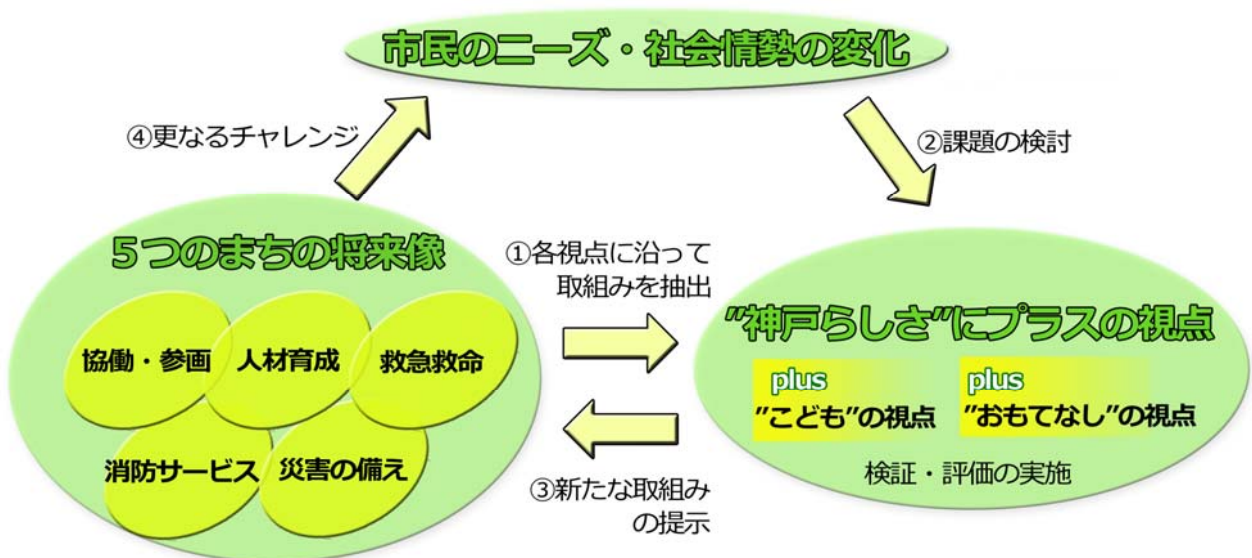 市民のニーズ・社会情勢の変化
④更なるチャレンジ
②課題の検討
５つのまちの将来像
協働・参画
人材育成
救急救命
消防サービス
災害の備え
①各視点に沿って
取組みを抽出
③新たな取組み
の提示
”神戸らしさ”にプラスの視点
plus
”こども”の視点
plus
”おもてなし”の視点
検証・評価の実施